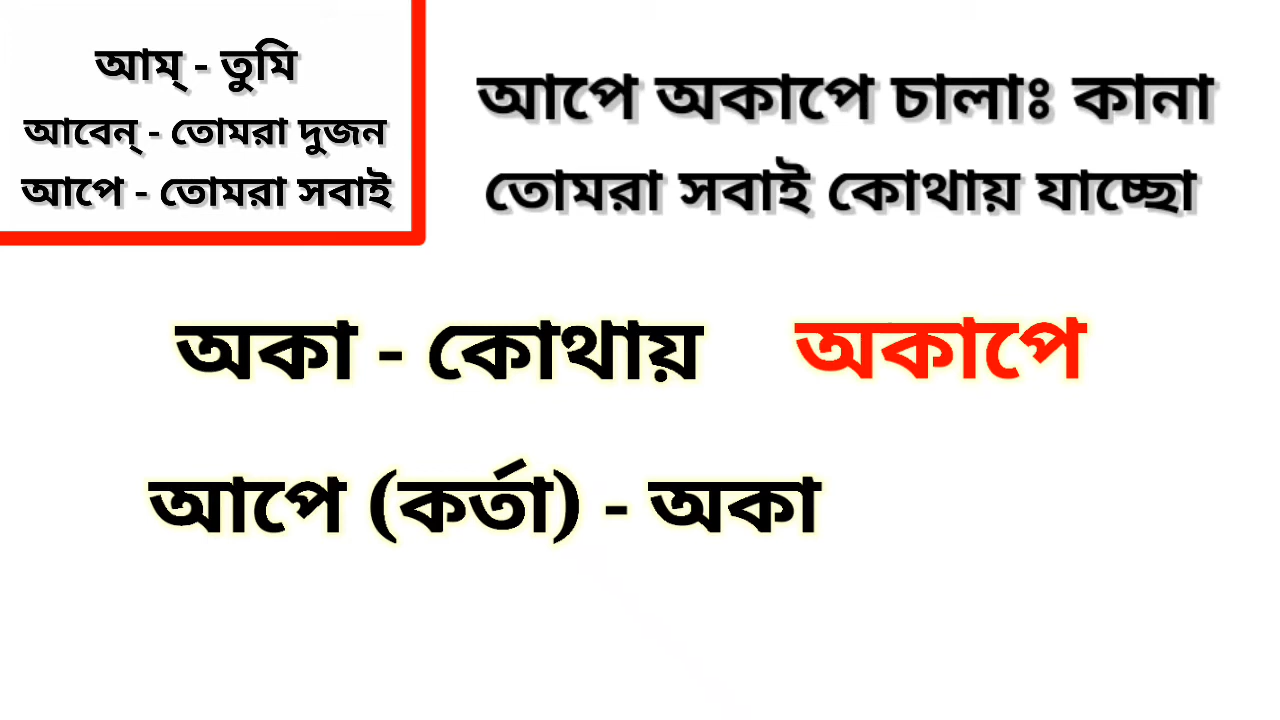 আম্ - তুমি
আবেন্ - তোমরা দুজন
আপে - তোমরা সবাই
আপে অকাপে চালাঃ কানা
তোমরা সবাই কোথায় যাচ্ছো
অকা - কোথায় অকাপে
আপে (কর্তা) - অকা